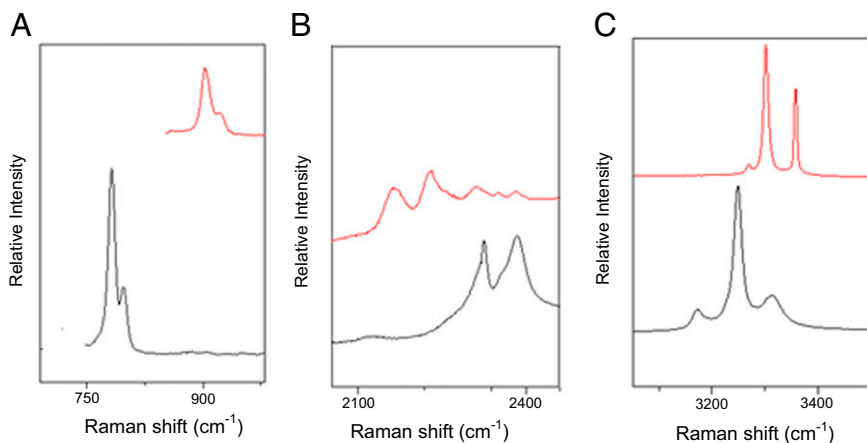 A
B
C
Relative Intensity
Relative Intensity
Relative Intensity
750
900
2100
2400
3200
3400
Raman shift (cm⁻¹)
Raman shift (cm⁻¹)
Raman shift (cm⁻¹)